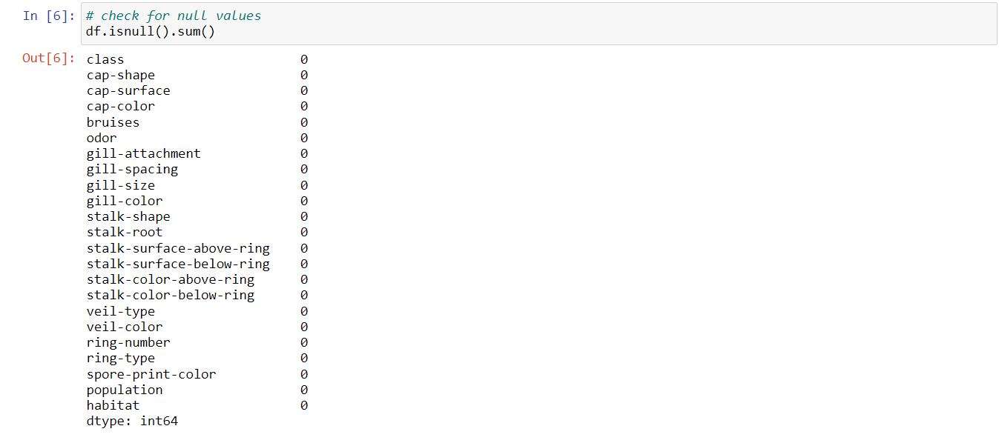 In [6]: # check for null values
df.isnull().sum()
Out[6]: class 0
cap-shape 0
cap-surface 0
cap-color 0
bruises 0
odor 0
gill-attachment 0
gill-spacing 0
gill-size 0
gill-color 0
stalk-shape 0
stalk-root 0
stalk-surface-above-ring 0
stalk-surface-below-ring 0
stalk-color-above-ring 0
stalk-color-below-ring 0
veil-type 0
veil-color 0
ring-number 0
ring-type 0
spore-print-color 0
population 0
habitat 0
dtype: int64